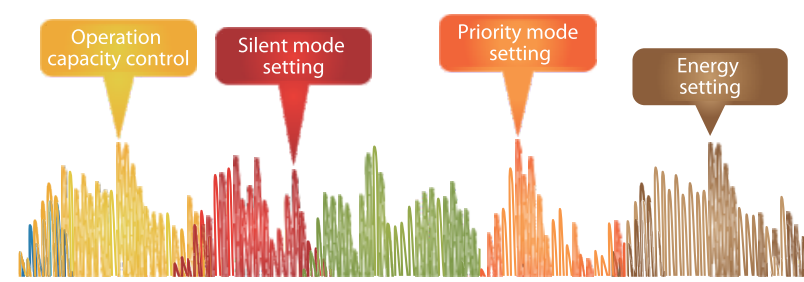 Operation
capacity control
Silent mode
setting
Priority mode
setting
Energy
setting